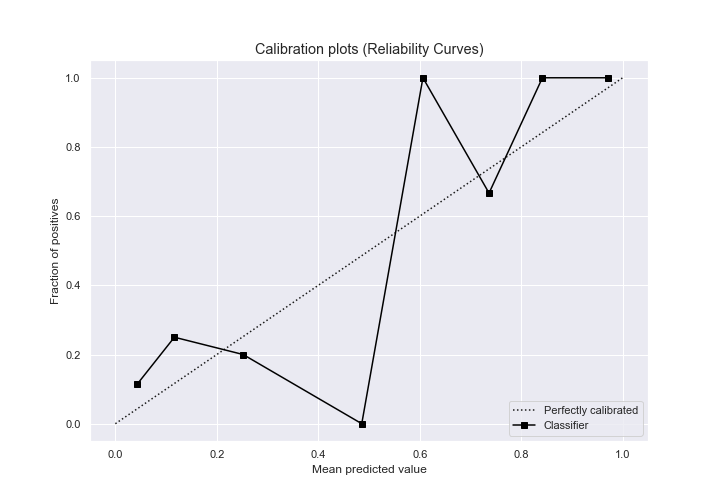 Calibration plots (Reliability Curves)
1.0
0.8
0.6
0.4
0.2
0.0
Fraction of positives
0.0 0.2 0.4 0.6 0.8 1.0
Mean predicted value
Perfectly calibrated
Classifier